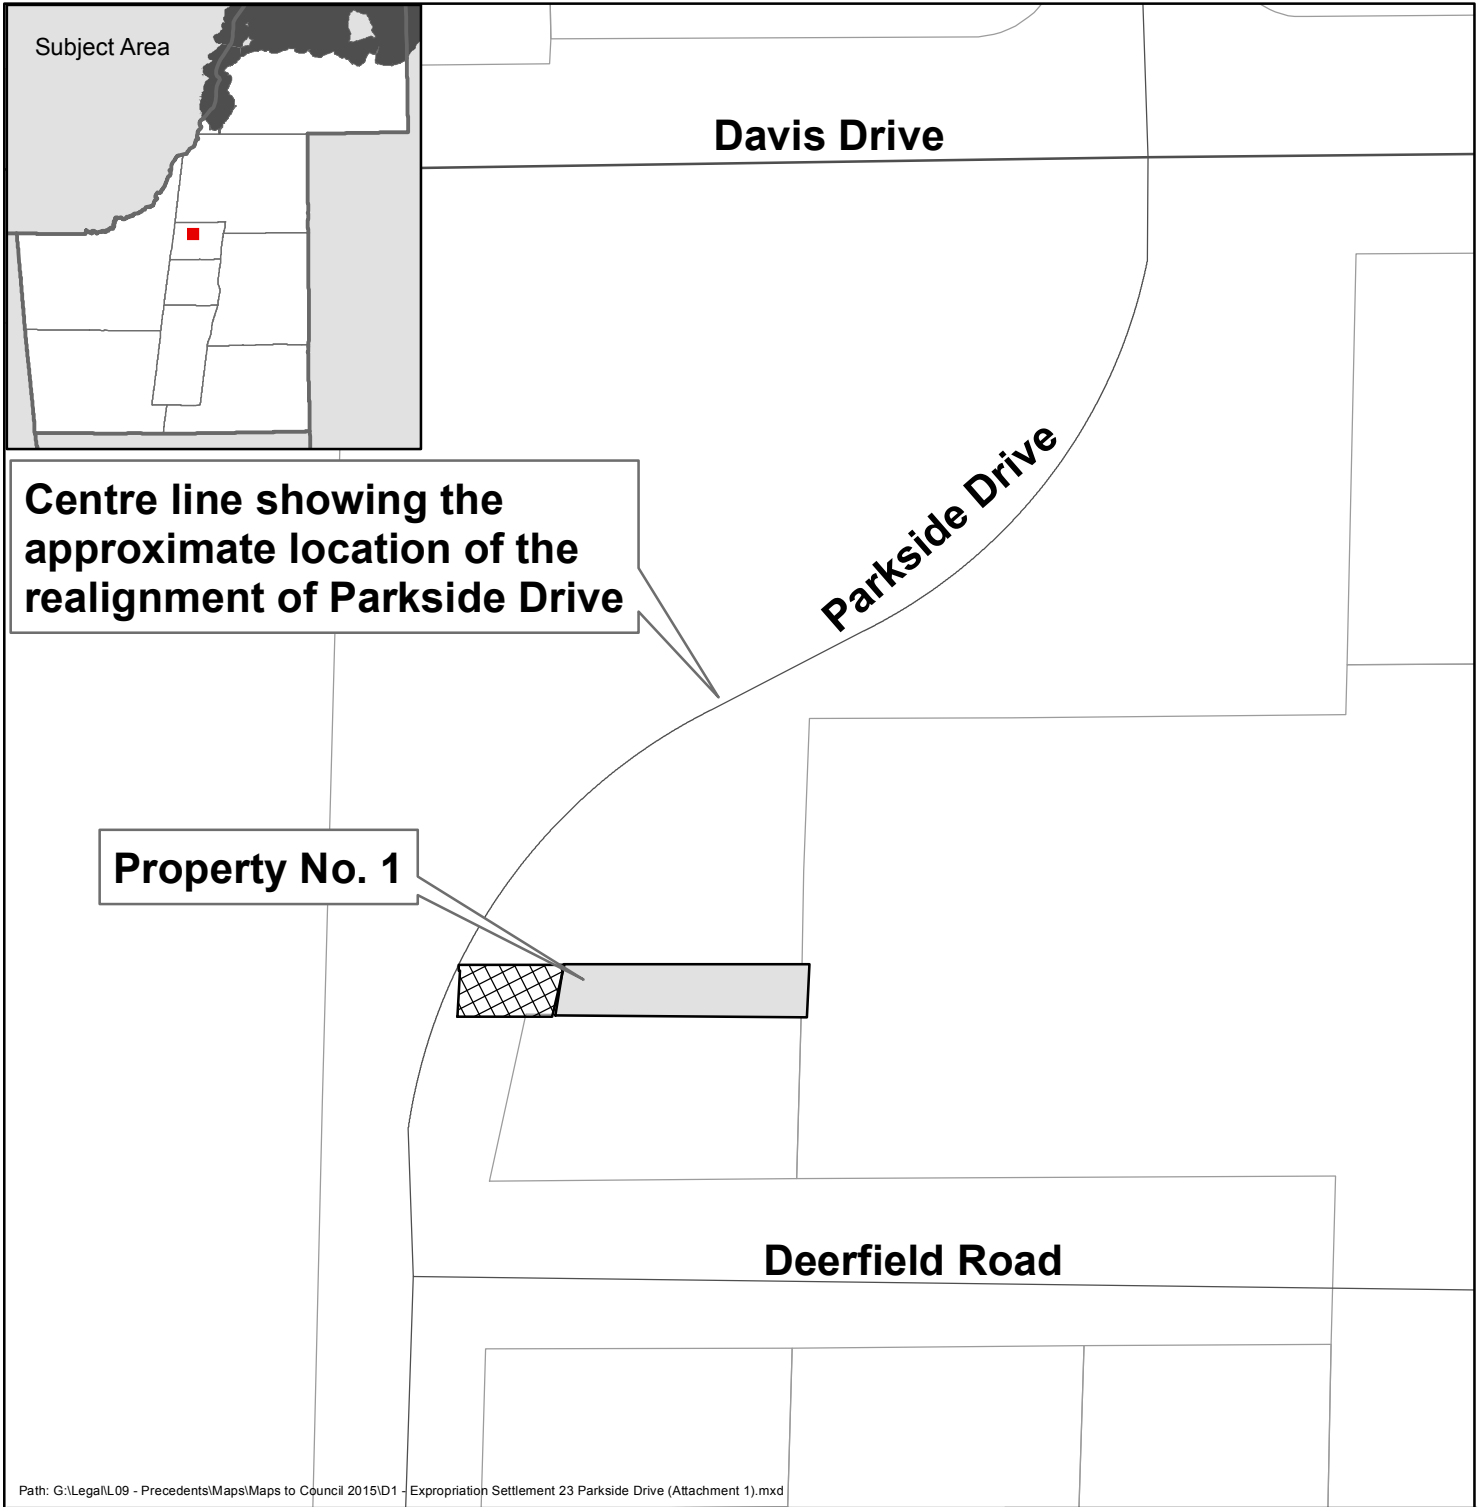 Subject Area
Davis Drive
Parkside Drive
Centre line showing the
approximate location of the
realignment of Parkside Drive
Property No. 1
Deerfield Road
Path: G:\Legal\L09 - Precedents\Maps\Maps to Council 2015\D1 - Expropriation Settlement 23 Parkside Drive (Attachment 1).mxd